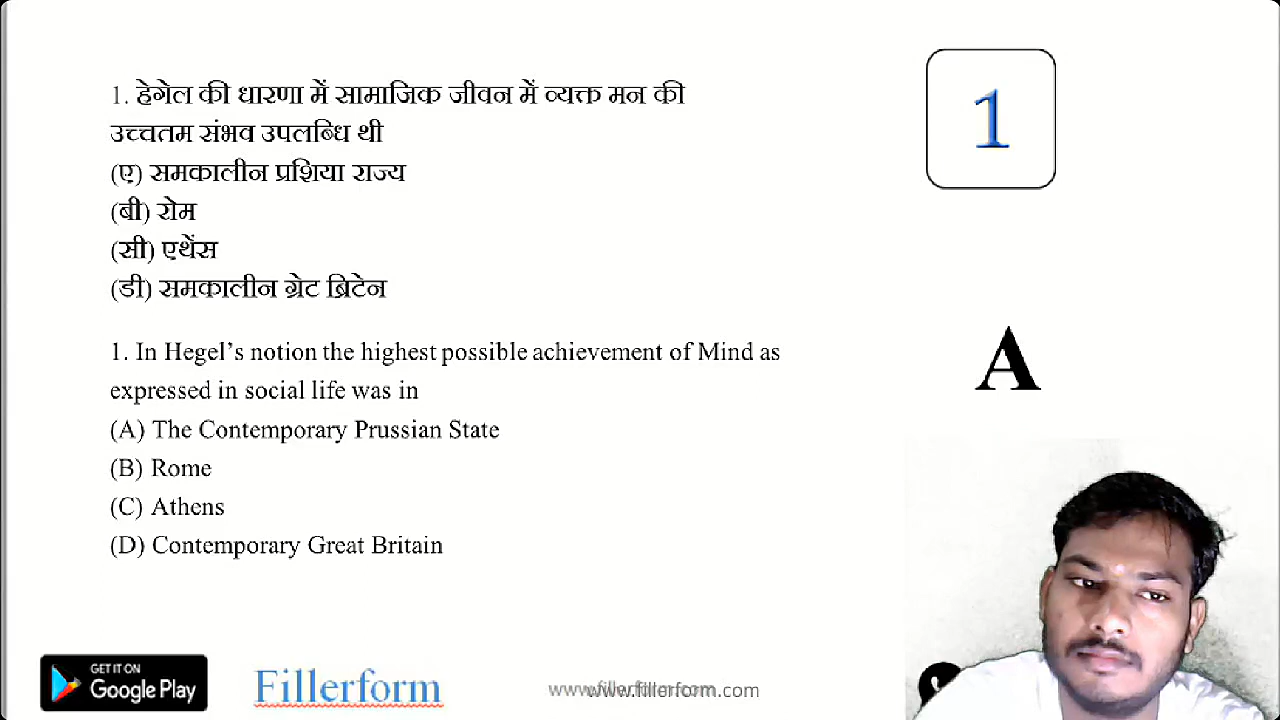 1. हेगेल की धारणा में सामाजिक जीवन में व्यक्त मन की
उच्चतम संभव उपलब्धि थी
(ए) समकालीन प्रशिया राज्य
(बी) रोम
(सी) एथेंस
(डी) समकालीन ग्रेट ब्रिटेन
1. In Hegel’s notion the highest possible achievement of Mind as
expressed in social life was in
(A) The Contemporary Prussian State
(B) Rome
(C) Athens
(D) Contemporary Great Britain
1
A
GET IT ON
Google Play
Fillerform
www.fillerform.com